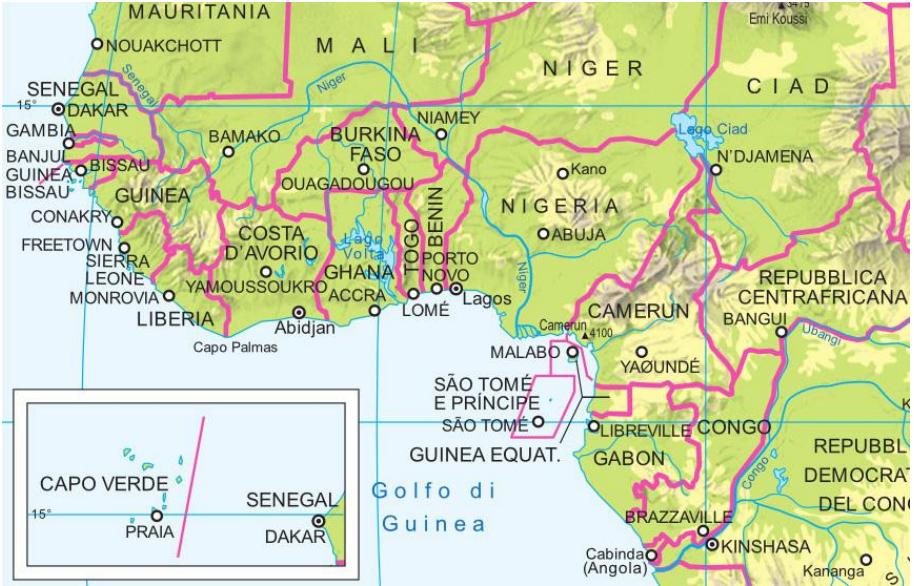 MAURITANIA
3415
Emi Koussi
NOUAKCHOTT
MALI
NIGER
CIAD
SENEGAL
Senegal
Niger
15°
DAKAR
GAMBIA
BANJUL
BAMAKO
BURKINA
FASO
NIAMEY
Lago Ciad
N'DJAMENA
GUINEA
BISSAU
BISSAU
OUAGADOUGOU
Kano
GUINEA
NIGERIA
CONAKRY
COSTA
D'AVORIO
Lago
Volta
TOGO
BENIN
ABUJA
FREETOWN
SIERRA
LEONE
YAMOUSSOUKRO
GHANA
PORTO
NOVO
Niger
REPUBBLICA
CENTRAFRICANA
MONROVIA
ACCRA
LOMÉ
Lagos
CAMERUN
BANGUI
LIBERIA
Abidjan
Camerun
4100
Ubangi
Capo Palmas
MALABO
YAOUNDÉ
SÃO TOMÉ
E PRÍNCIPE
SÃO TOMÉ
LIBREVILLE
CONGO
GUINEA EQUAT.
GABON
REPUBBL
DEMOCRAT
DEL CONG
Congo
Golfo di
Guinea
CAPO VERDE
SENEGAL
15°
PRAIA
DAKAR
BRAZZAVILLE
KINSHASA
Cabinda
(Angola)
Kananga